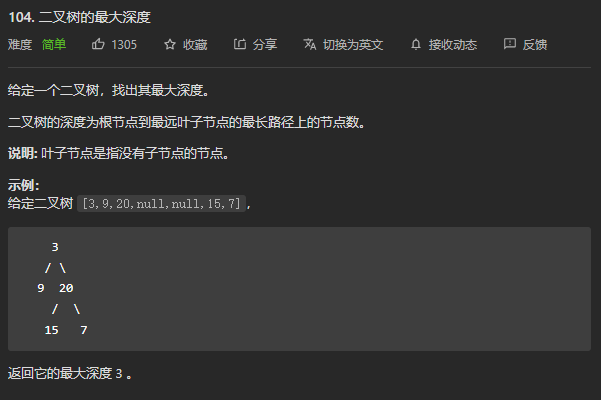 104. 二叉树的最大深度
难度 简单 1305 收藏 分享 切换为英文 接收动态 反馈
给定一个二叉树，找出其最大深度。
二叉树的深度为根节点到最远叶子节点的最长路径上的节点数。
说明: 叶子节点是指没有子节点的节点。
示例：
给定二叉树 [3,9,20,null,null,15,7]，
3
/ \
9 20
/ \
15 7
返回它的最大深度 3 。